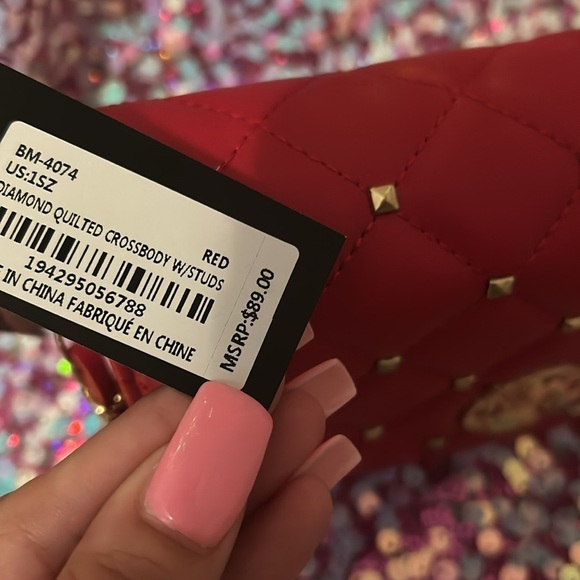 BM-4074
US:1SZ
DIAMOND QUILTED CROSSBODY W/STUDS
RED
194295056788
IN CHINA FABRIQUÉ EN CHINE
MSRP:$89.00